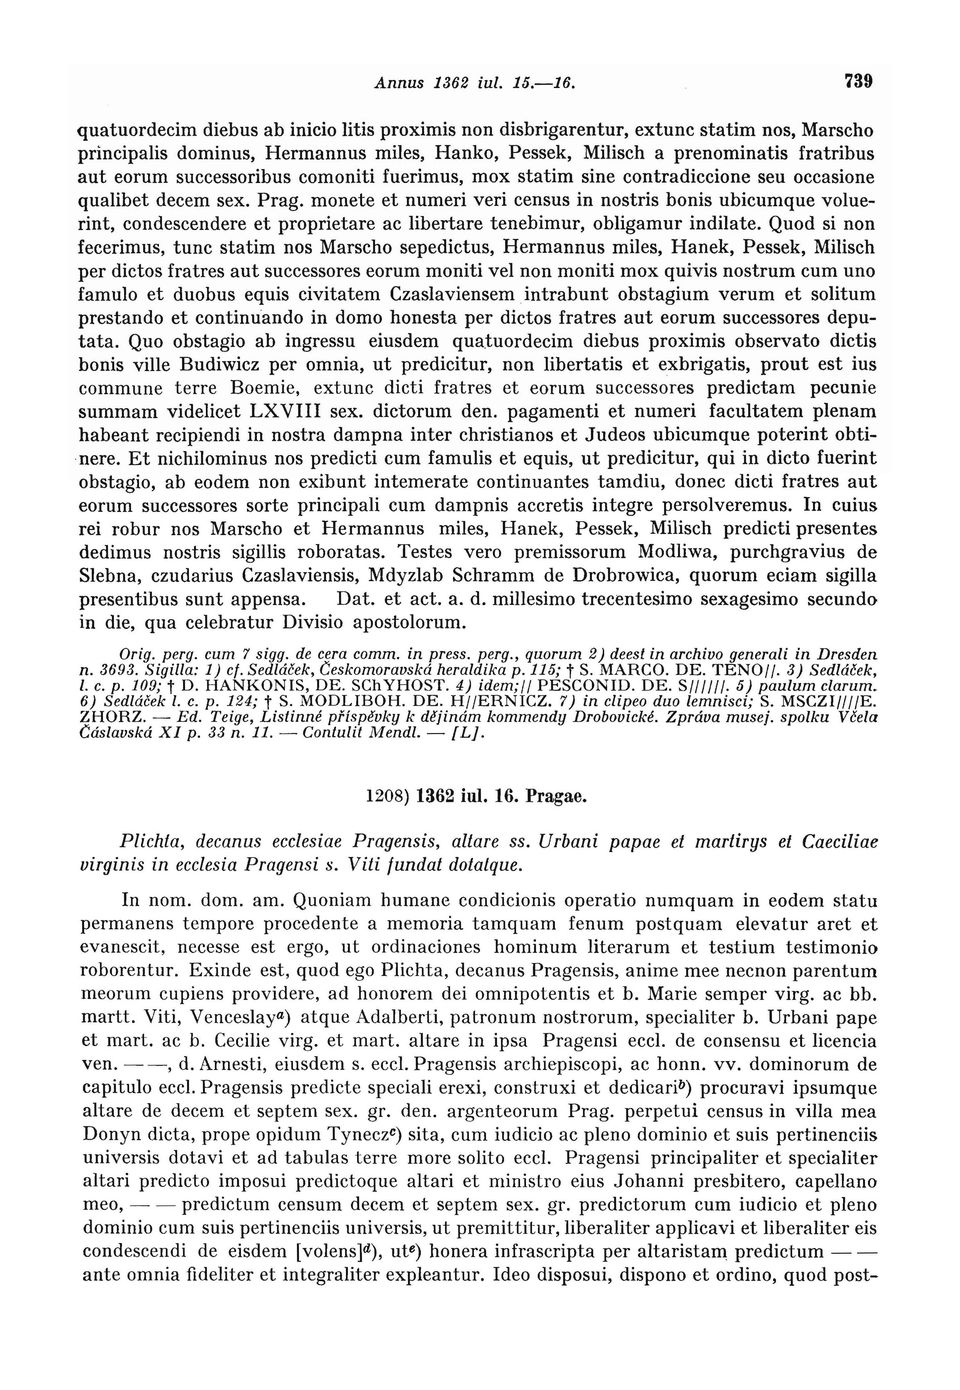 Annus 1362 iul. 15.—16. 739
quatuordecim diebus ab inicio litis proximis non disbrigarentur, extunc statim nos, Marscho
principalis dominus, Hermannus miles, Hanko, Pessek, Milisch a prenominatis fratribus
aut eorum successoribus comoniti fuerimus, mox statim sine contradiccione seu occasione
qualibet decem sex. Prag. monete et numeri veri census in nostris bonis ubicumque volue-
rint, condescendere et proprietare ac libertare tenebimur, obligamur indilate. Quod si non
fecerimus, tunc statim nos Marscho sepedictus, Hermannus miles, Hanek, Pessek, Milisch
per dictos fratres aut successores eorum moniti vel non moniti mox quivis nostrum cum uno
famulo et duobus equis civitatem Czaslaviensem intrabunt obstagium verum et solitum
prestando et continuando in domo honesta per dictos fratres aut eorum successores depu-
tata. Quo obstagio ab ingressu eiusdem quatuordecim diebus proximis observato dictis
bonis ville Budiwicz per omnia, ut predicitur, non libertatis et exbrigatis, prout est ius
commune terre Boemie, extunc dicti fratres et eorum successores predictam pecunie
summam videlicet LXVIII sex. dictorum den. pagamenti et numeri facultatem plenam
habeant recipiendi in nostra dampna inter christianos et Judeos ubicumque poterint obti-
nere. Et nichilominus nos predicti cum famulis et equis, ut predicitur, qui in dicto fuerint
obstagio, ab eodem non exibunt intemerate continuantes tamdiu, donec dicti fratres aut
eorum successores sorte principali cum dampnis accretis integre persolveremus. In cuius
rei robur nos Marscho et Hermannus miles, Hanek, Pessek, Milisch predicti presentes
dedimus nostris sigillis roboratas. Testes vero premissorum Modliwa, purchgravius de
Slebna, czudarius Czaslaviensis, Mdyzlab Schramm de Drobrowica, quorum eciam sigilla
presentibus sunt appensa. Dat. et act. a. d. millesimo trecentesimo sexagesimo secundo
in die, qua celebratur Divisio apostolorum.
Orig. perg. cum 7 sigg. de cera comm. in press. perg., quorum 2) deest in archivo generali in Dresden
n. 3693. Sigilla: 1) cf. Sedláček, Českomoravská heraldika p. 115; † S. MARCO. DE. TENO//. 3) Sedláček,
l. c. p. 109; † D. HANKONIS, DE. SChYHOST. 4) idem;// PESCONID. DE. S//////. 5) paulum clarum.
6) Sedláček l. c. p. 124; † S. MODLIBOH. DE. H//ERNICZ. 7) in clipeo duo lemnisci; S. MSCZI////E.
ZHORZ. — Ed. Teige, Listinné příspěvky k dějinám kommendy Drobovické. Zpráva musej. spolku Včela
Čáslavská XI p. 33 n. 11. — Contulit Mendl. — [L].
1208) 1362 iul. 16. Pragae.
Plichta, decanus ecclesiae Pragensis, altare ss. Urbani papae et martirys et Caeciliae
virginis in ecclesia Pragensi s. Viti fundat dotatque.
In nom. dom. am. Quoniam humane condicionis operatio numquam in eodem statu
permanens tempore procedente a memoria tamquam fenum postquam elevatur aret et
evanescit, necesse est ergo, ut ordinaciones hominum literarum et testium testimonio
roborentur. Exinde est, quod ego Plichta, decanus Pragensis, anime mee necnon parentum
meorum cupiens providere, ad honorem dei omnipotentis et b. Marie semper virg. ac bb.
martt. Viti, Venceslayᵃ) atque Adalberti, patronum nostrorum, specialiter b. Urbani pape
et mart. ac b. Cecilie virg. et mart. altare in ipsa Pragensi eccl. de consensu et licencia
ven. — —, d. Arnesti, eiusdem s. eccl. Pragensis archiepiscopi, ac honn. vv. dominorum de
capitulo eccl. Pragensis predicte speciali erexi, construxi et dedicariᵇ) procuravi ipsumque
altare de decem et septem sex. gr. den. argenteorum Prag. perpetui census in villa mea
Donyn dicta, prope opidum Tyneczᶜ) sita, cum iudicio ac pleno dominio et suis pertinenciis
universis dotavi et ad tabulas terre more solito eccl. Pragensi principaliter et specialiter
altari predicto imposui predictoque altari et ministro eius Johanni presbitero, capellano
meo, — — predictum censum decem et septem sex. gr. predictorum cum iudicio et pleno
dominio cum suis pertinenciis universis, ut premittitur, liberaliter applicavi et liberaliter eis
condescendi de eisdem [volens]ᵈ), utᵉ) honera infrascripta per altaristam predictum — —
ante omnia fideliter et integraliter expleantur. Ideo disposui, dispono et ordino, quod post-